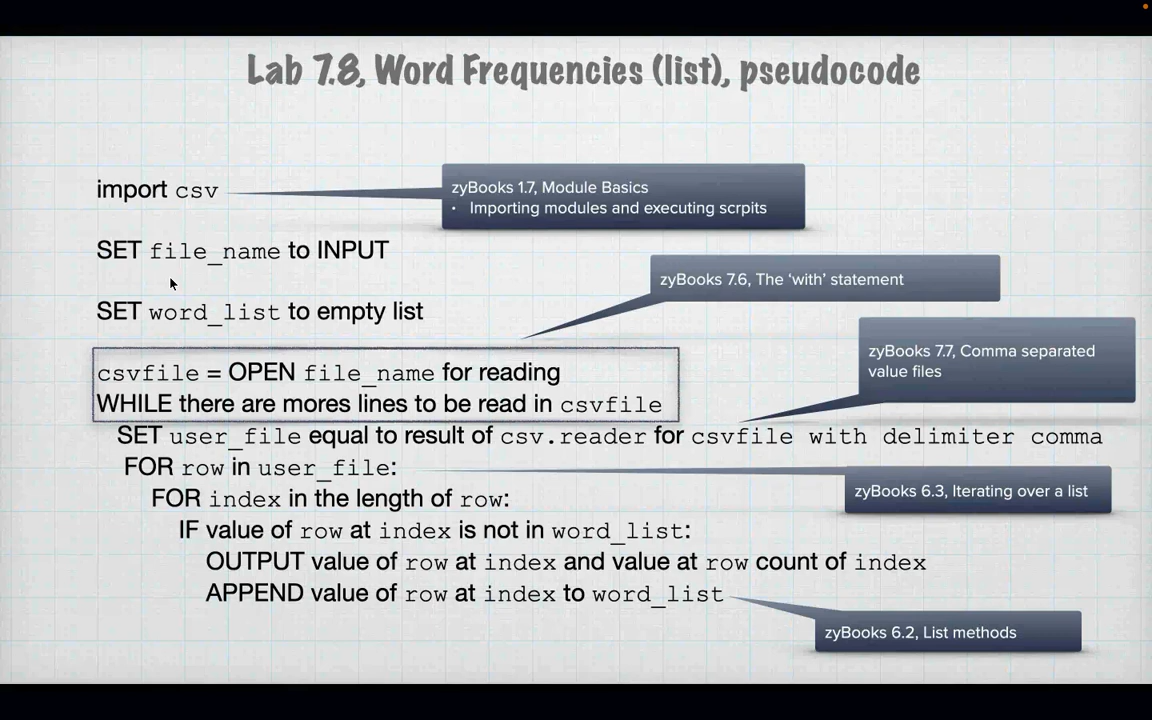 Lab 7.8, Word Frequencies (list), pseudocode
import csv
zyBooks 1.7, Module Basics
• Importing modules and executing scrpits
SET file_name to INPUT
zyBooks 7.6, The ‘with’ statement
SET word_list to empty list
zyBooks 7.7, Comma separated
value files
csvfile = OPEN file_name for reading
WHILE there are mores lines to be read in csvfile
SET user_file equal to result of csv.reader for csvfile with delimiter comma
FOR row in user_file:
zyBooks 6.3, Iterating over a list
FOR index in the length of row:
IF value of row at index is not in word_list:
OUTPUT value of row at index and value at row count of index
APPEND value of row at index to word_list
zyBooks 6.2, List methods